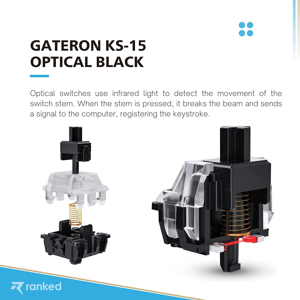 GATERON KS-15
OPTICAL BLACK
Optical switches use infrared light to detect the movement of the
switch stem. When the stem is pressed, it breaks the beam and sends
a signal to the computer, registering the keystroke.
ranked